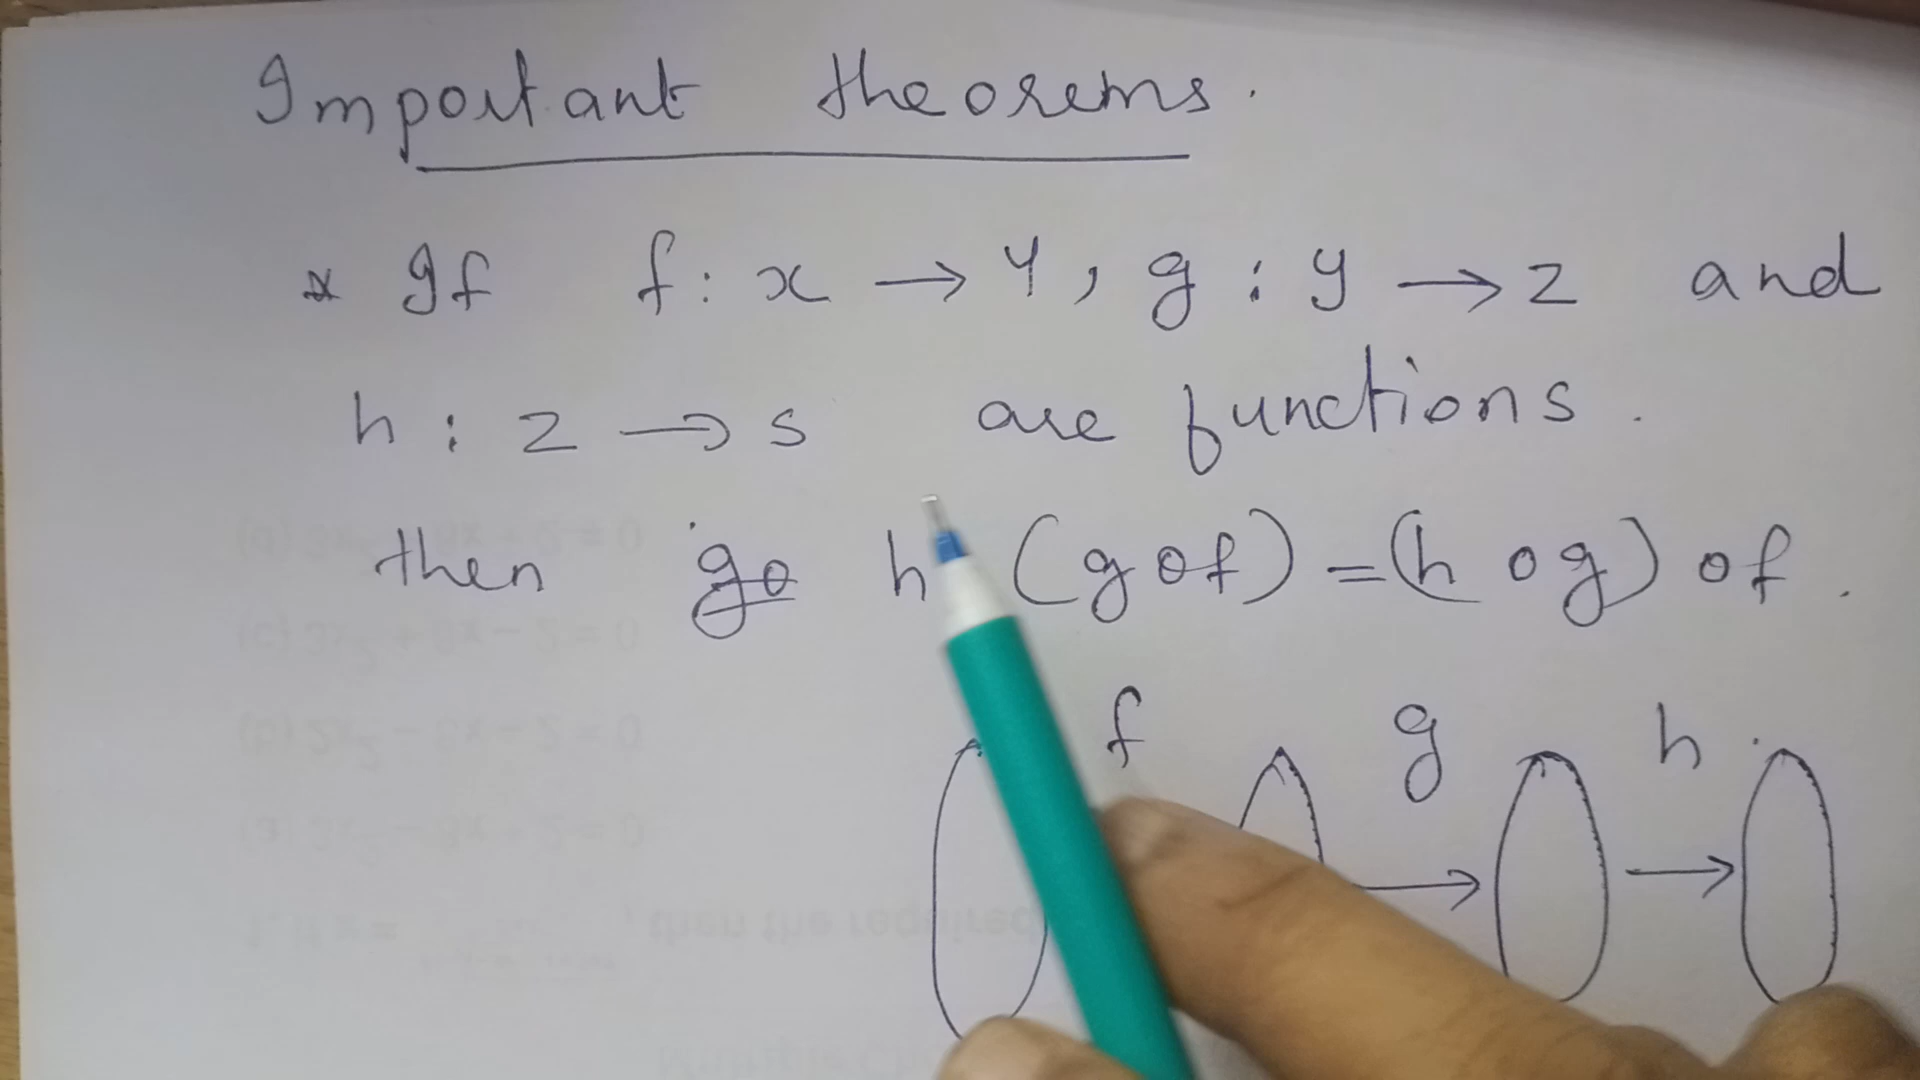 Important theorems.
* If f : x → Y, g : y → z and
h : z → s are functions.
then go h (gof) = (h og) of.
f g h